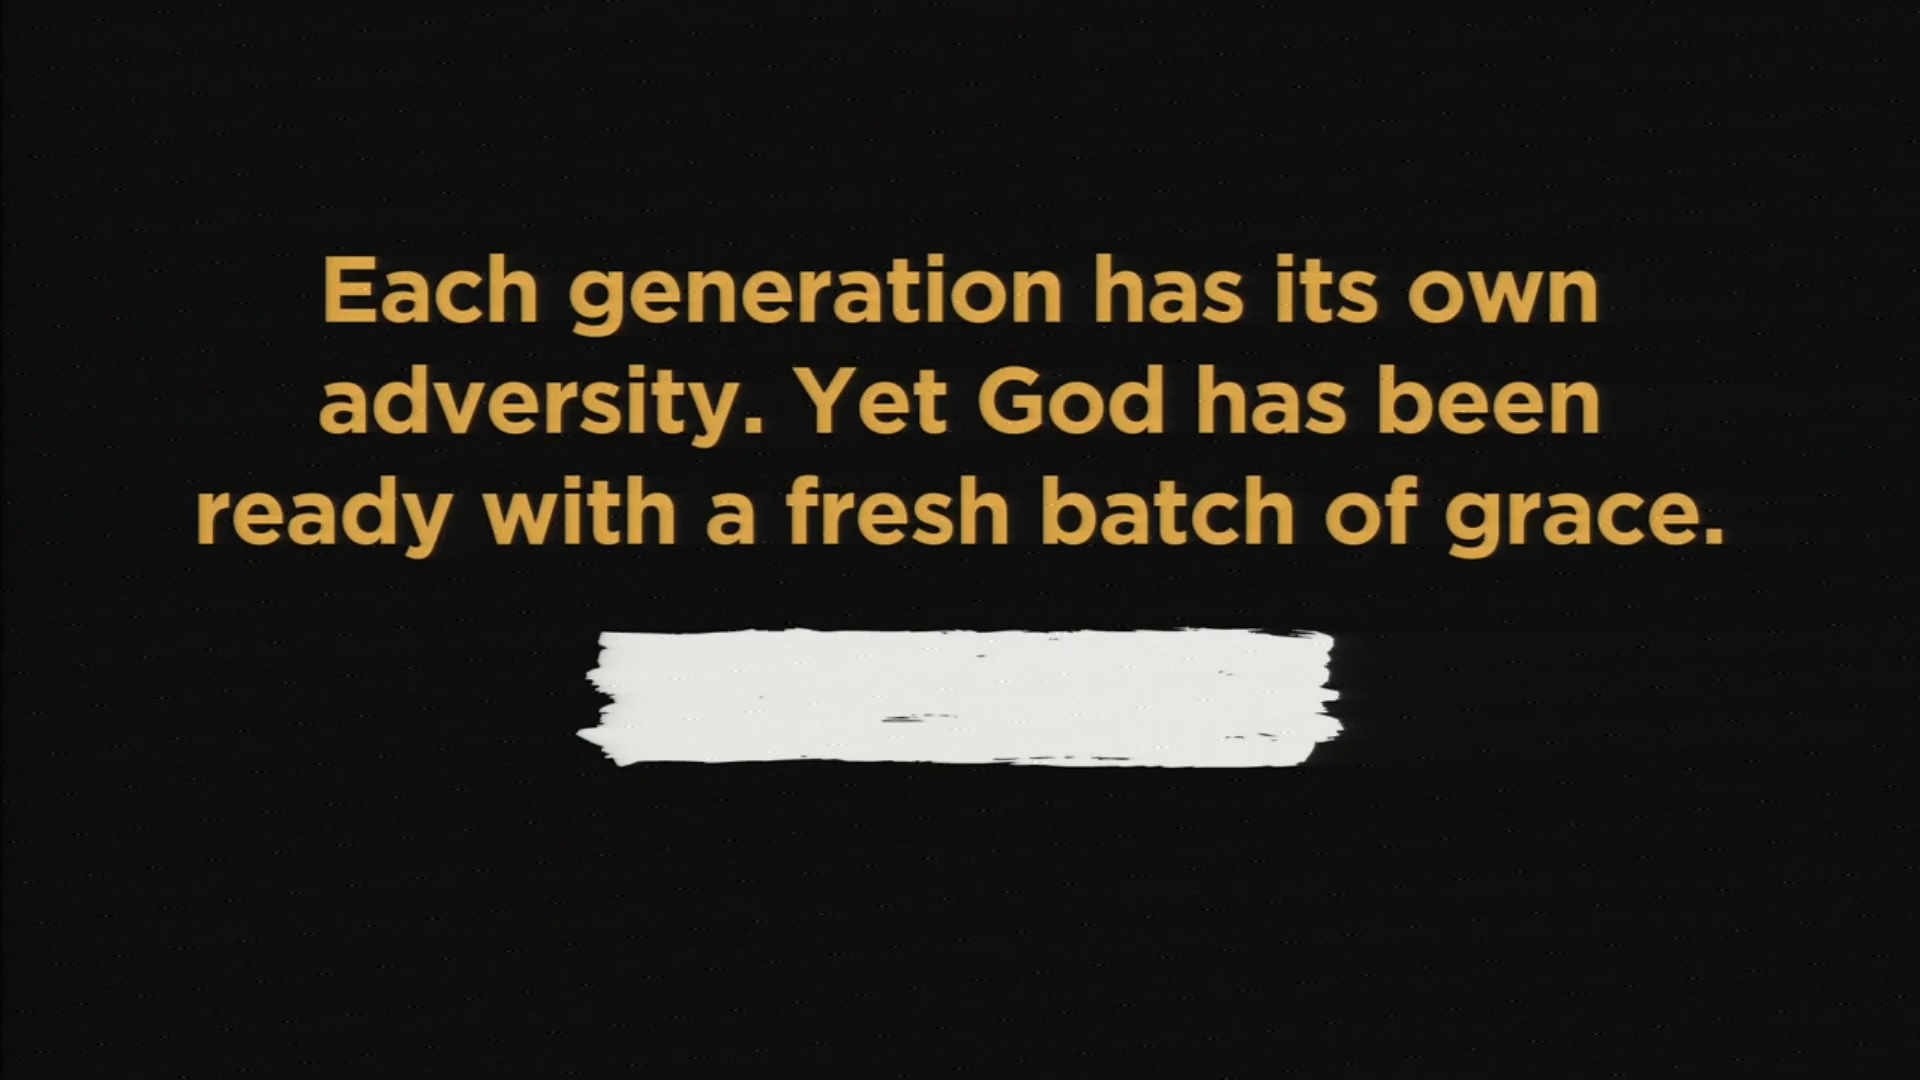 Each generation has its own
adversity. Yet God has been
ready with a fresh batch of grace.